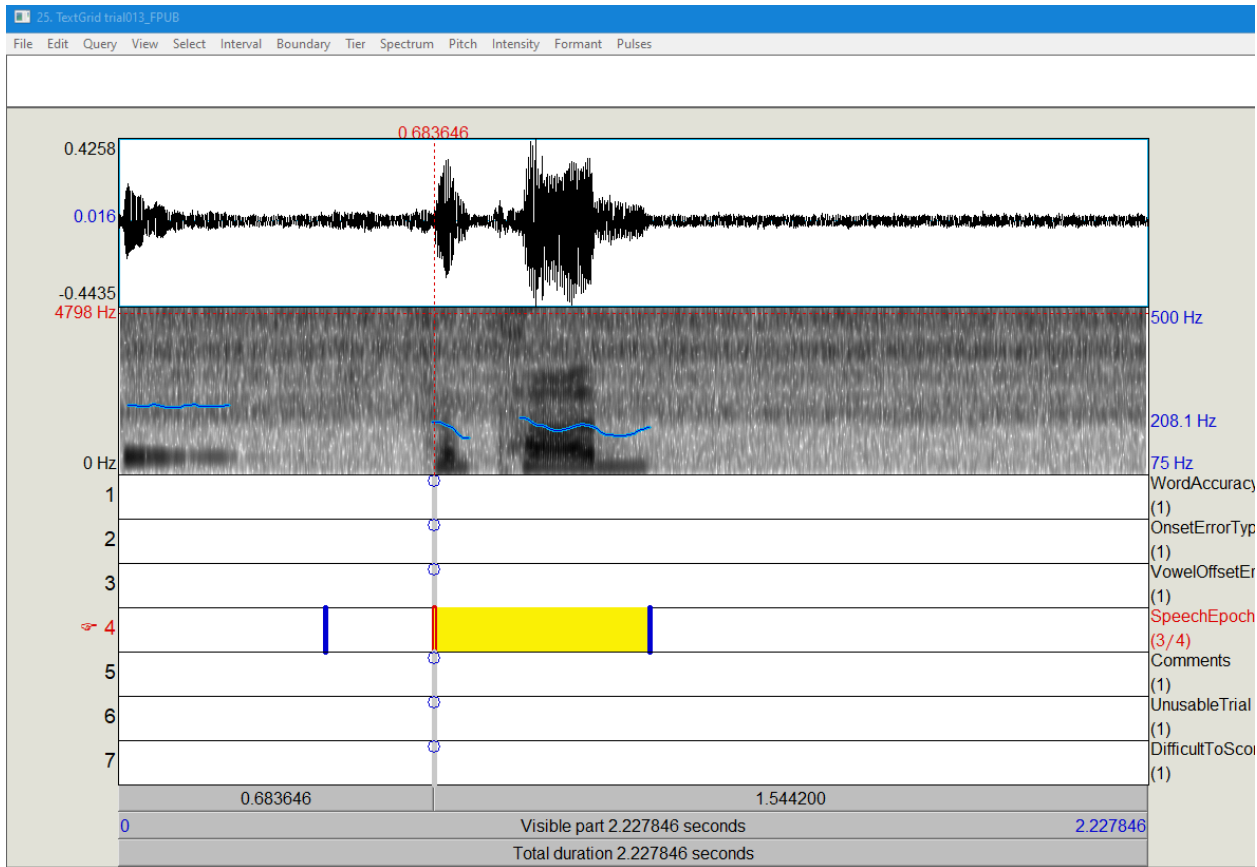 25. TextGrid trial013_FPUB
File Edit Query View Select Interval Boundary Tier Spectrum Pitch Intensity Formant Pulses
0.683646
0.4258
0.016
-0.4435
4798 Hz
500 Hz
208.1 Hz
0 Hz
75 Hz
1
WordAccuracy
(1)
2
OnsetErrorTyp
(1)
3
VowelOffsetEr
(1)
4
SpeechEpoch
(3/4)
5
Comments
(1)
6
UnusableTrial
(1)
7
DifficultToScor
(1)
0.683646 1.544200
0 Visible part 2.227846 seconds 2.227846
Total duration 2.227846 seconds